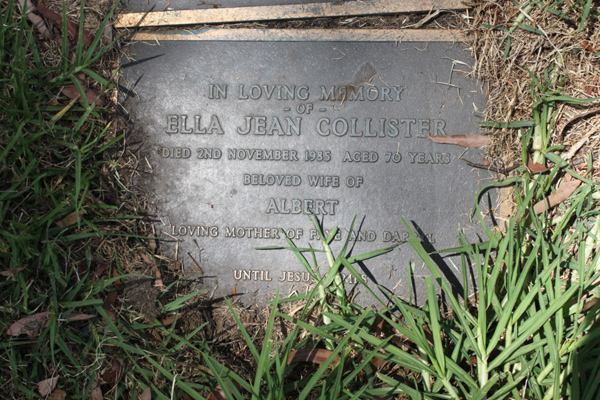 IN LOVING MEMORY
- OF -
ELLA JEAN COLLISTER
DIED 2ND NOVEMBER 1985 AGED 70 YEARS
BELOVED WIFE OF
ALBERT
LOVING MOTHER OF AND
UNTIL